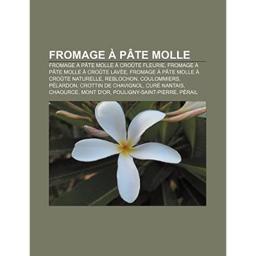 FROMAGE À PÂTE MOLLE
FROMAGE À PÂTE MOLLE À CROÛTE FLEURIE, FROMAGE À
PÂTE MOLLE À CROÛTE LAVÉE, FROMAGE À PÂTE MOLLE À
CROÛTE NATURELLE, REBLOCHON, COULOMMIERS,
PÉLARDON, CROTTIN DE CHAVIGNOL, CURÉ NANTAIS,
CHAOURCE, MONT D'OR, POULIGNY-SAINT-PIERRE, PÉRAIL